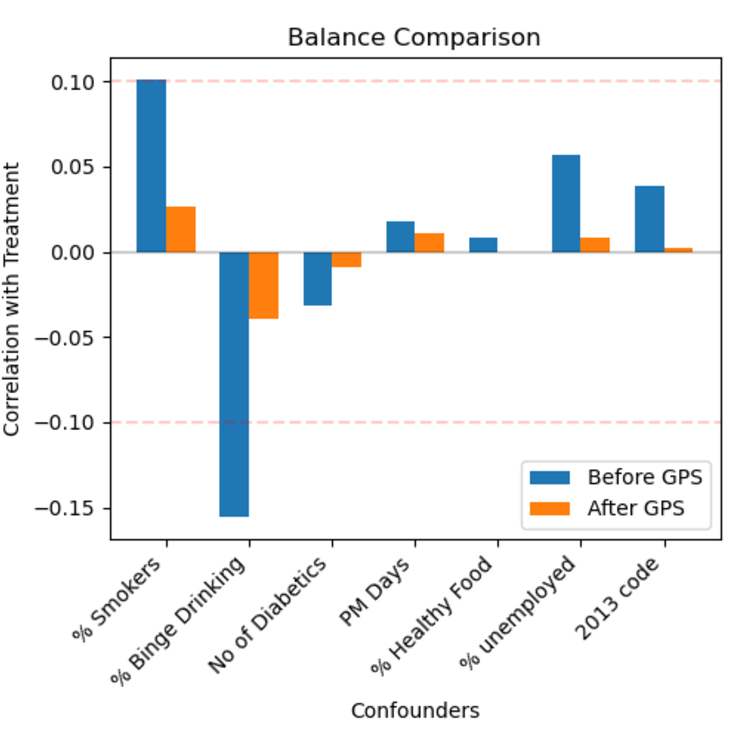 Balance Comparison
Correlation with Treatment
0.10
0.05
0.00
−0.05
−0.10
−0.15
Before GPS
After GPS
% Smokers
% Binge Drinking
No of Diabetics
PM Days
% Healthy Food
% unemployed
2013 code
Confounders